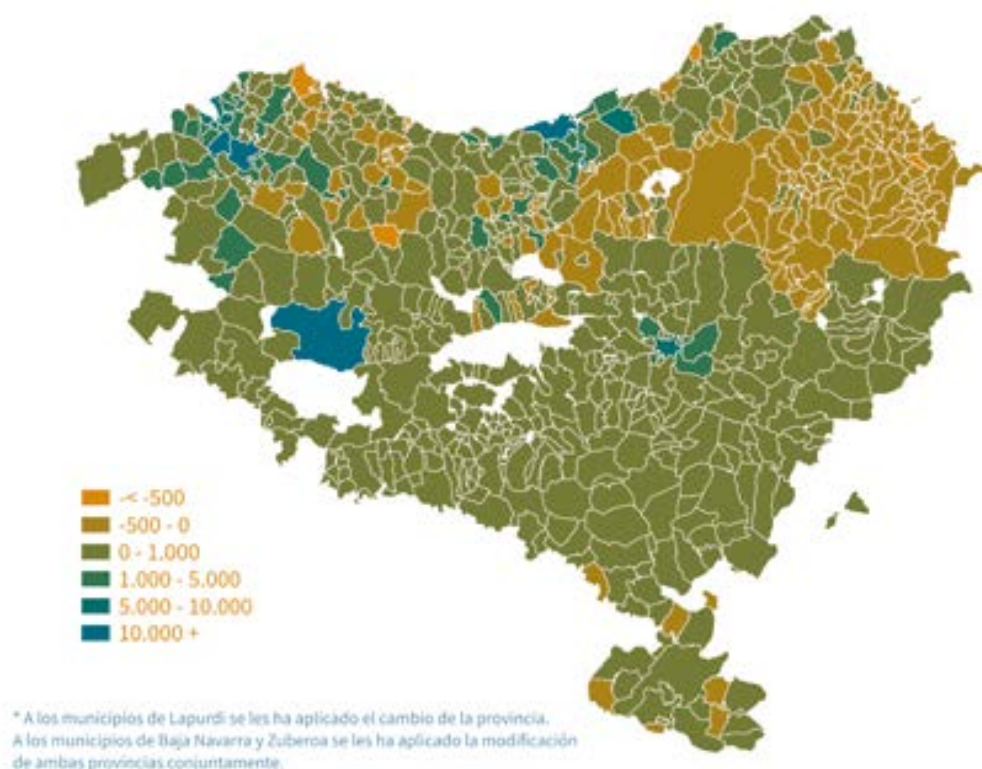 -< -500
-500 - 0
0 - 1.000
1.000 - 5.000
5.000 - 10.000
10.000 +
* A los municipios de Lapurdi se les ha aplicado el cambio de la provincia.
A los municipios de Baja Navarra y Zuberoa se les ha aplicado la modificación
de ambas provincias conjuntamente.